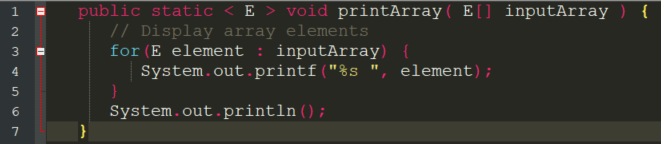 1 public static < E > void printArray( E[] inputArray ) {
2 // Display array elements
3 for(E element : inputArray) {
4 System.out.printf("%s ", element);
5 }
6 System.out.println();
7 }